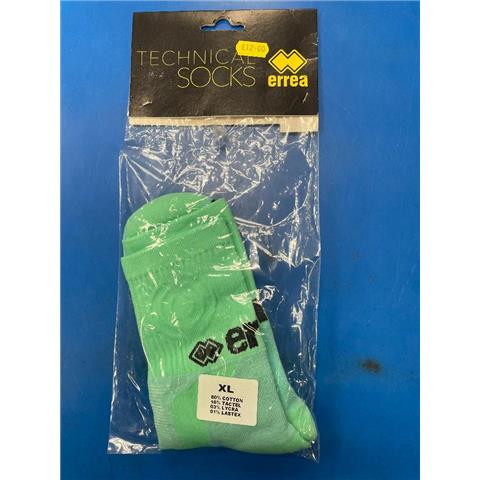 TECHNICAL
SOCKS
£12-00
errea
XL
80% COTTON
16% TACTEL
03% LYCRA
01% LASTEX